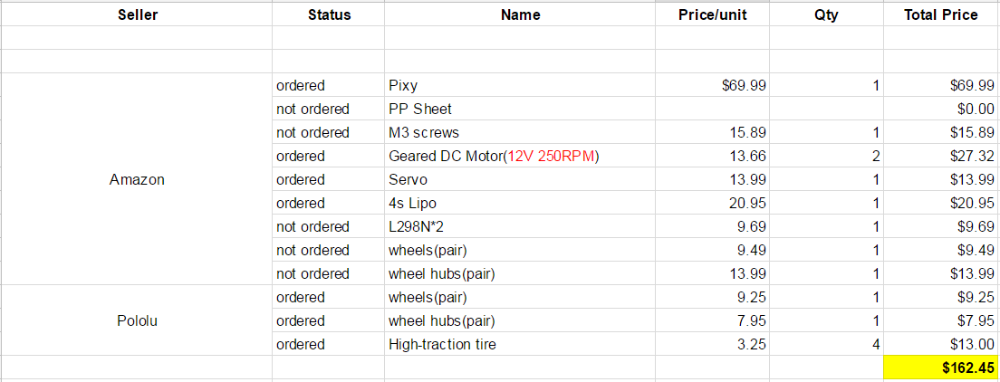 Seller Status Name Price/unit Qty Total Price
ordered Pixy $69.99 1 $69.99
not ordered PP Sheet $0.00
not ordered M3 screws 15.89 1 $15.89
ordered Geared DC Motor(12V 250RPM) 13.66 2 $27.32
Amazon ordered Servo 13.99 1 $13.99
ordered 4s Lipo 20.95 1 $20.95
not ordered L298N*2 9.69 1 $9.69
not ordered wheels(pair) 9.49 1 $9.49
not ordered wheel hubs(pair) 13.99 1 $13.99
ordered wheels(pair) 9.25 1 $9.25
Pololu ordered wheel hubs(pair) 7.95 1 $7.95
ordered High-traction tire 3.25 4 $13.00
$162.45